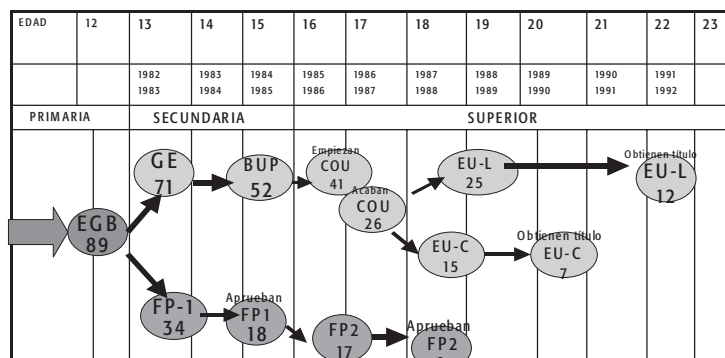 EDAD 12 13 14 15 16 17 18 19 20 21 22 23
1982 1983 1984 1985 1986 1987 1988 1989 1990 1991
1983 1984 1985 1986 1987 1988 1989 1990 1991 1992
PRIMARIA SECUNDARIA SUPERIOR
GE
71
BUP
52
Empiezan
COU
41
Acaban
COU
26
EU-L
25
Obtienen título
EU-L
12
EGB
89
EU-C
15
Obtienen título
EU-C
7
FP-1
34
Aprueban
FP1
18
FP2
17
Aprueban
FP2